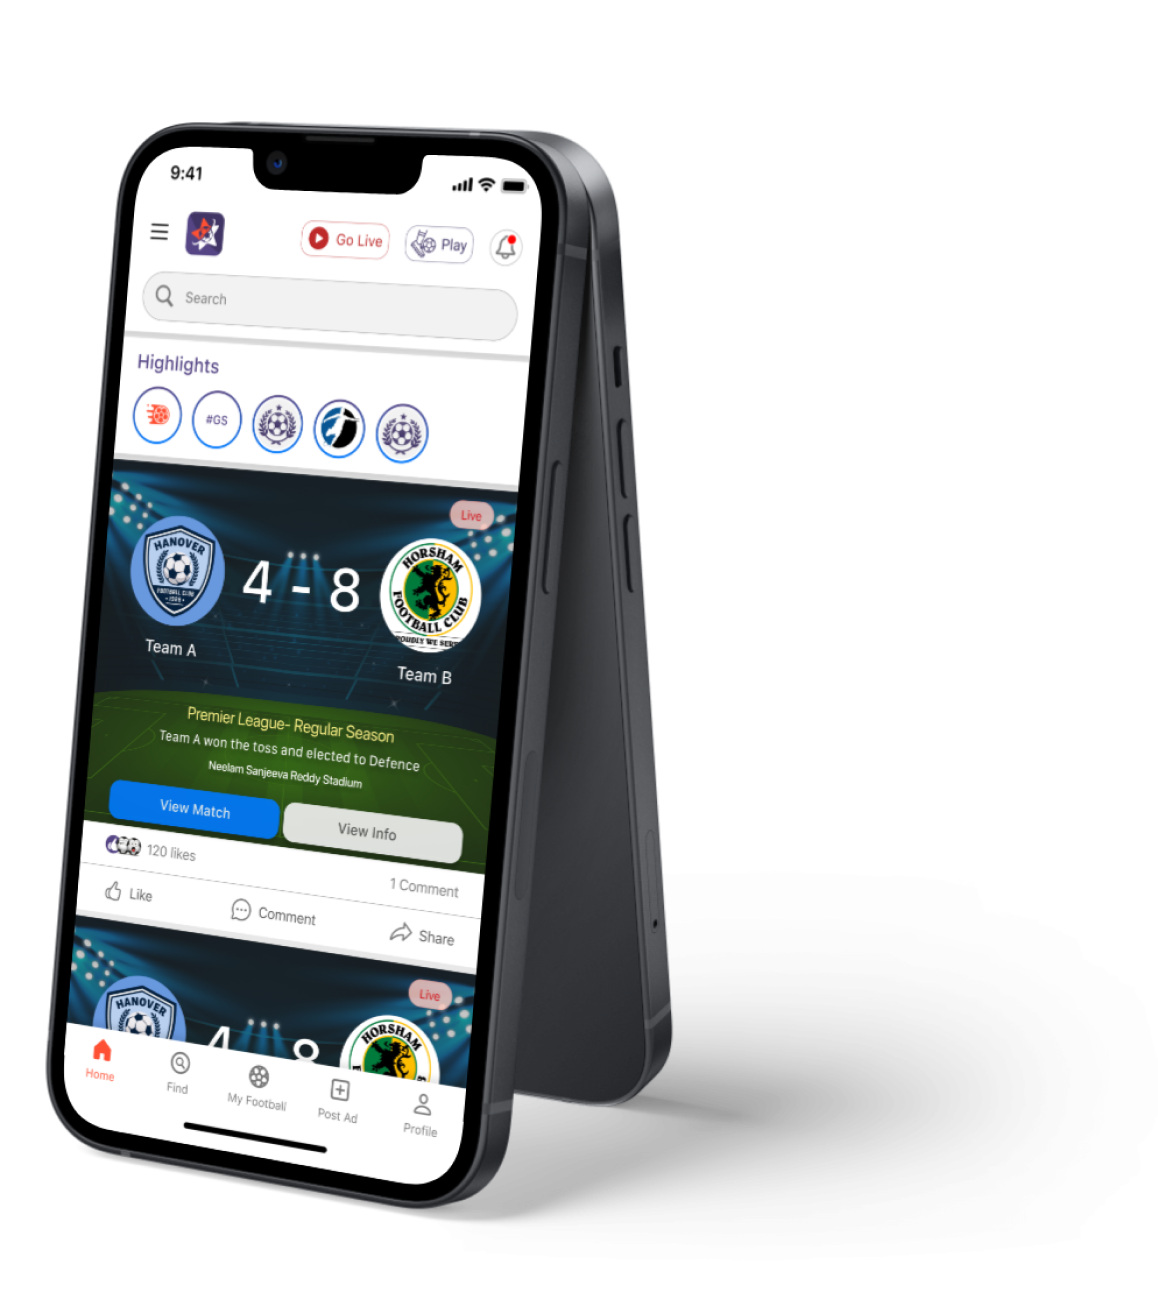 9:41
Go Live
Play
Search
Highlights
#GS
Live
HANOVER
FOOTBALL CLUB
HORSHAM
FOOTBALL CLUB
4 - 8
Team A
Team B
Premier League- Regular Season
Team A won the toss and elected to Defence
Neelam Sanjeeva Reddy Stadium
View Match
View Info
120 likes
1 Comment
Like
Comment
Share
Live
HANOVER
HORSHAM
4 8
Home
Find
My Football
Post Ad
Profile